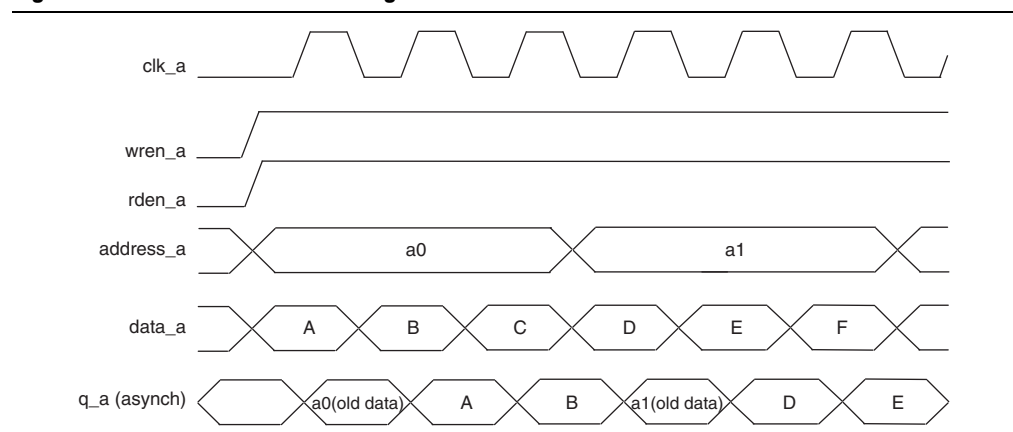 clk_a
wren_a
rden_a
address_a a0 a1
data_a A B C D E F
q_a (asynch) a0(old data) A B a1(old data) D E